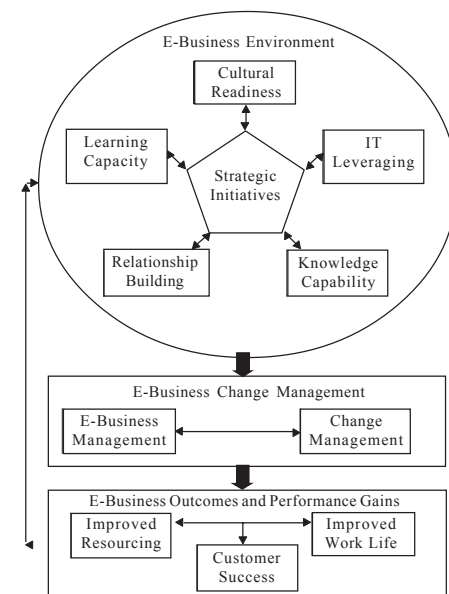 E-Business Environment
Cultural
Readiness
Learning
Capacity
IT
Leveraging
Strategic
Initiatives
Relationship
Building
Knowledge
Capability
E-Business Change Management
E-Business
Management
Change
Management
E-Business Outcomes and Performance Gains
Improved
Resourcing
Improved
Work Life
Customer
Success